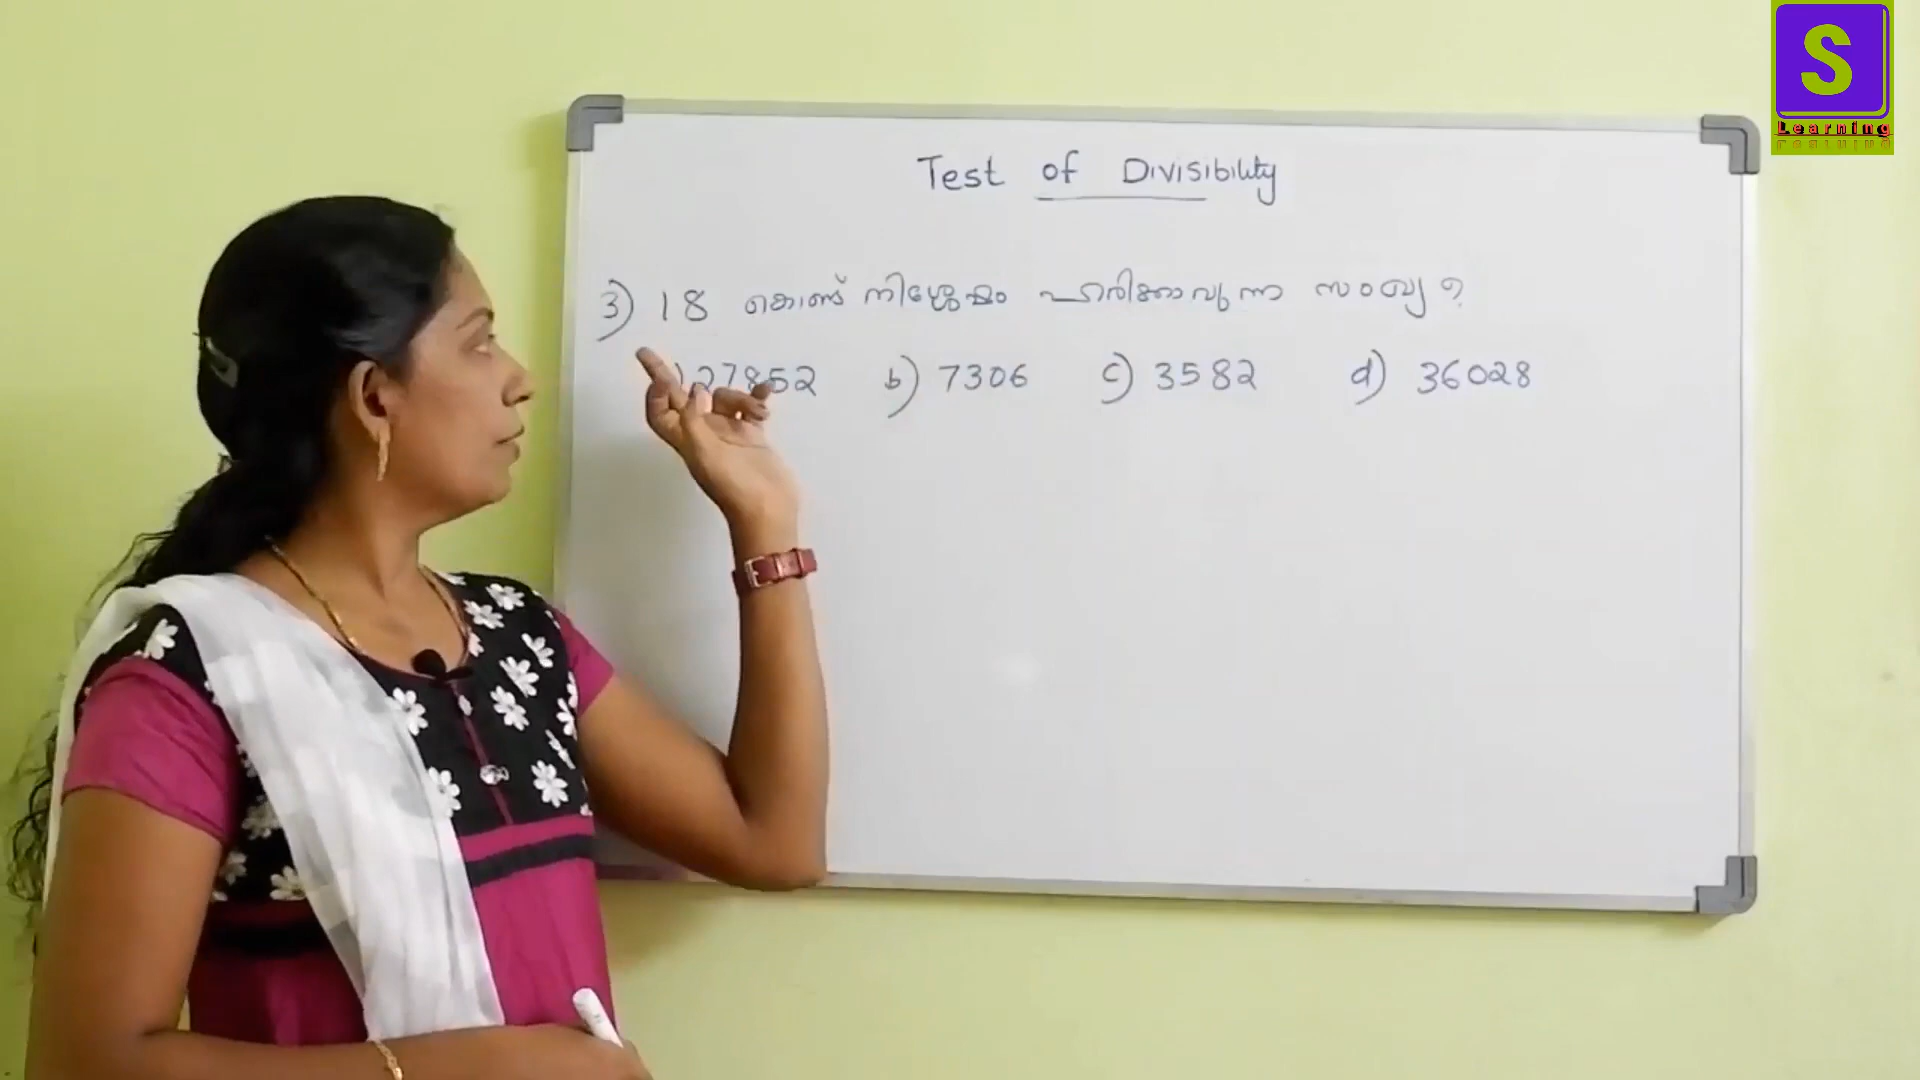 S
Learning
Test of Divisibility
3) 18 കൊണ്ട് നിശ്ശേഷം ഹരിക്കാവുന്ന സംഖ്യ ?
) 27852 b) 7306 c) 3582 d) 36028